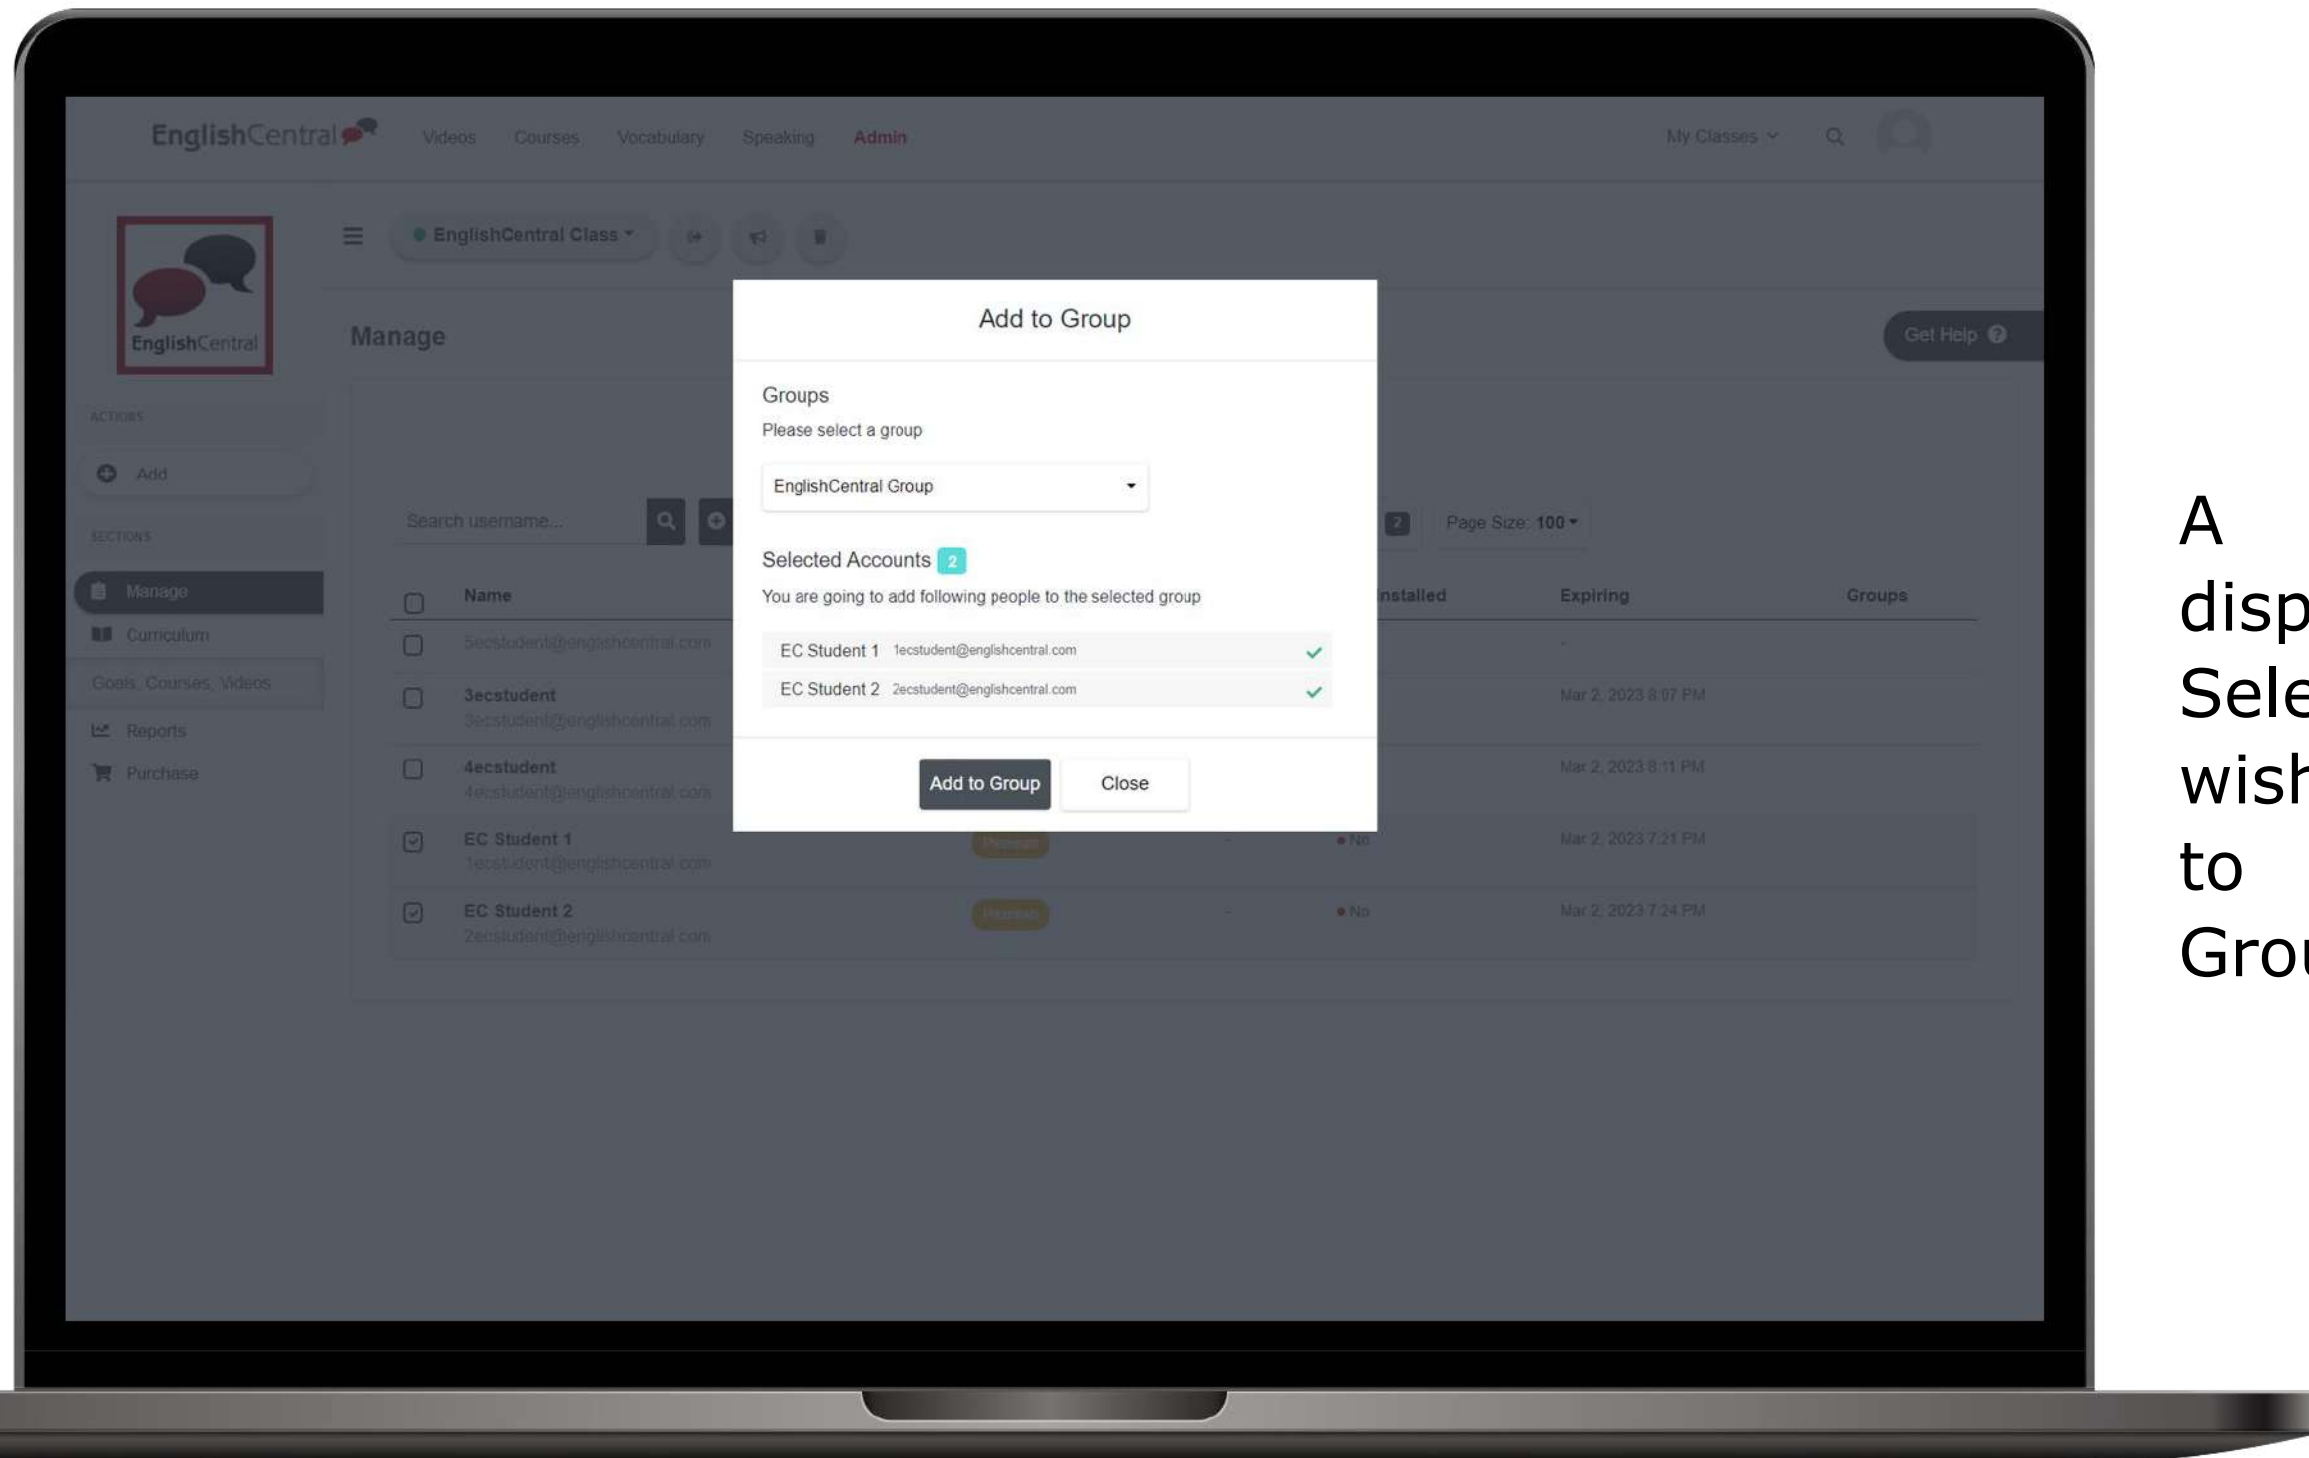 EnglishCentral
Videos
Courses
Vocabulary
Speaking
Admin
My Classes
EnglishCentral
EnglishCentral Class
Manage
Get Help
ACTIONS
Add
SECTIONS
Manage
Curriculum
Goals, Courses, Videos
Reports
Purchase
Search username...
2
Page Size: 100
Name
nstalled
Expiring
Groups
5ecstudent@englishcentral.com
-
3ecstudent
3ecstudent@englishcentral.com
Mar 2, 2023 8:07 PM
4ecstudent
4ecstudent@englishcentral.com
Mar 2, 2023 8:11 PM
EC Student 1
1ecstudent@englishcentral.com
Premium
-
No
Mar 2, 2023 7:21 PM
EC Student 2
2ecstudent@englishcentral.com
Premium
-
No
Mar 2, 2023 7:24 PM
Add to Group
Groups
Please select a group
EnglishCentral Group
Selected Accounts 2
You are going to add following people to the selected group
EC Student 1 1ecstudent@englishcentral.com
EC Student 2 2ecstudent@englishcentral.com
Add to Group
Close
A
disp
Sele
wish
to
Grou